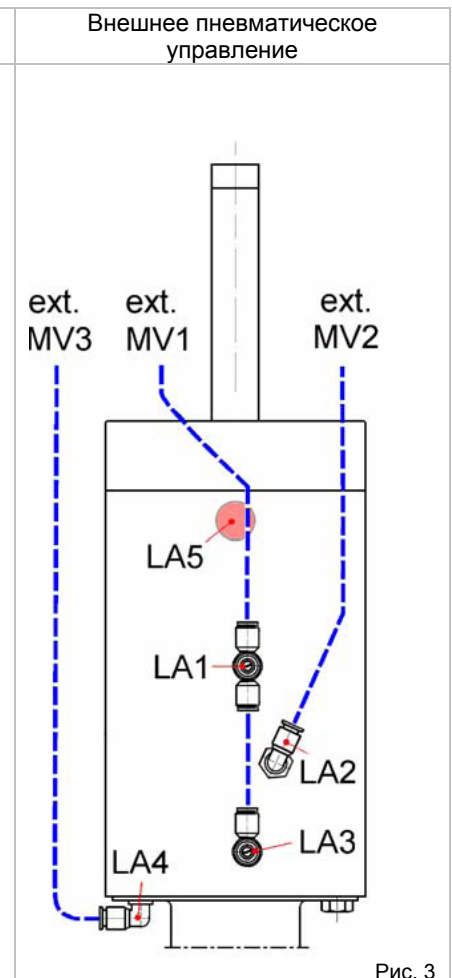 Внешнее пневматическое
управление
ext.
MV3
ext.
MV1
ext.
MV2
LA5
LA1
LA2
LA3
LA4
Рис. 3